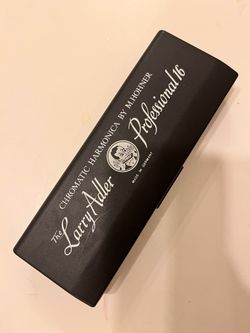 CHROMATIC HARMONICA BY M. HOHNER
The Larry Adler Professional 16
MADE IN GERMANY